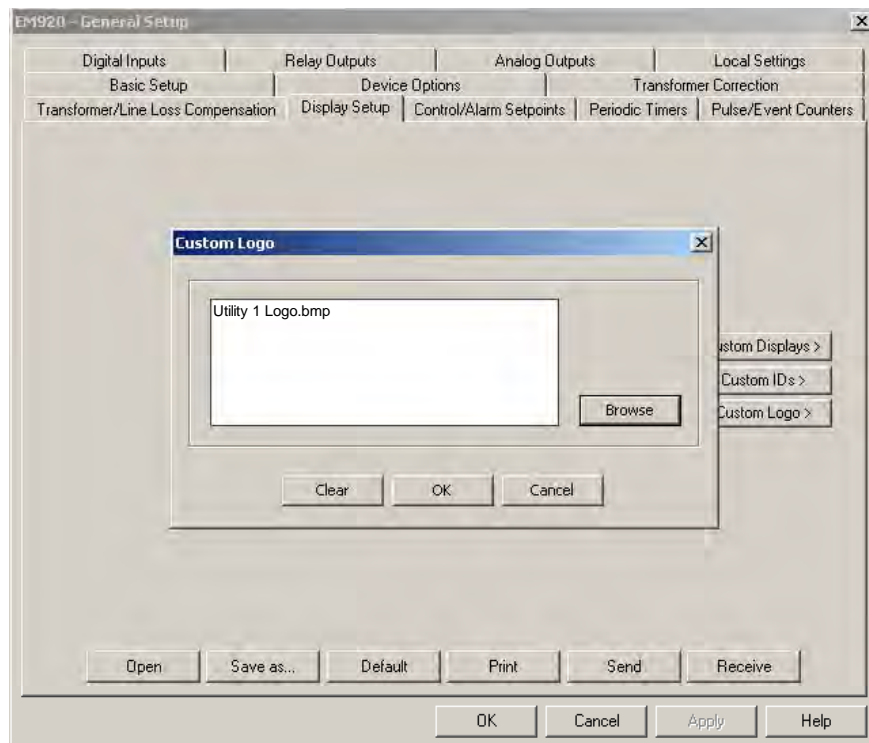 EM920 - General Setup
Digital Inputs Relay Outputs Analog Outputs Local Settings
Basic Setup Device Options Transformer Correction
Transformer/Line Loss Compensation Display Setup Control/Alarm Setpoints Periodic Timers Pulse/Event Counters
Custom Logo
Utility 1 Logo.bmp
Browse
Clear OK Cancel
ustom Displays >
Custom IDs >
Custom Logo >
Open Save as... Default Print Send Receive
OK Cancel Apply Help